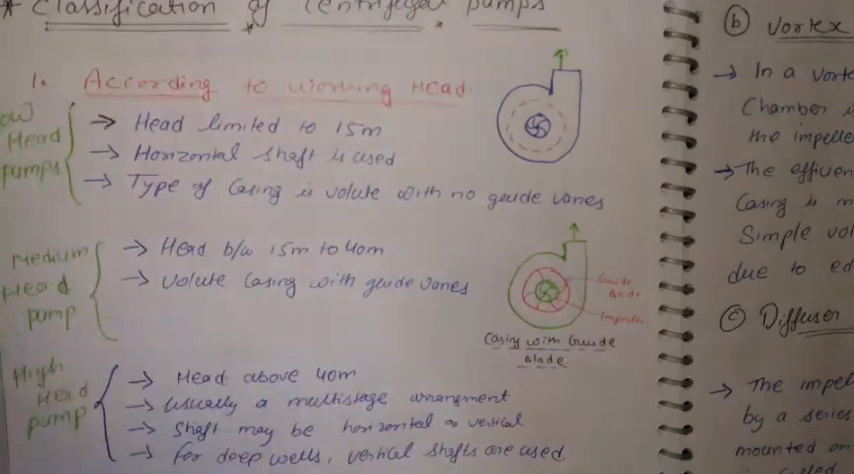 * Classification of Centrifugal pumps
1. According to working Head.
Low Head pumps
→ Head limited to 15m
→ Horizontal shaft is used
→ Type of Casing is volute with no guide vanes
Medium Head pump
→ Head b/w 15m to 40m
→ volute Casing with guide vanes
Guide Blade
Impeller
Casing with Guide
Blade
High Head pump
→ Head above 40m
→ usually a multistage arrangment
→ shaft may be horizontal or vertical
→ for deep wells, vertical shafts are used
(b) Vortex
→ In a vort
Chamber i
the impelle
→ The
Casing is m
Simple vol
due to ed
(c) Diffuser
→ The impel
by a series
mounted on